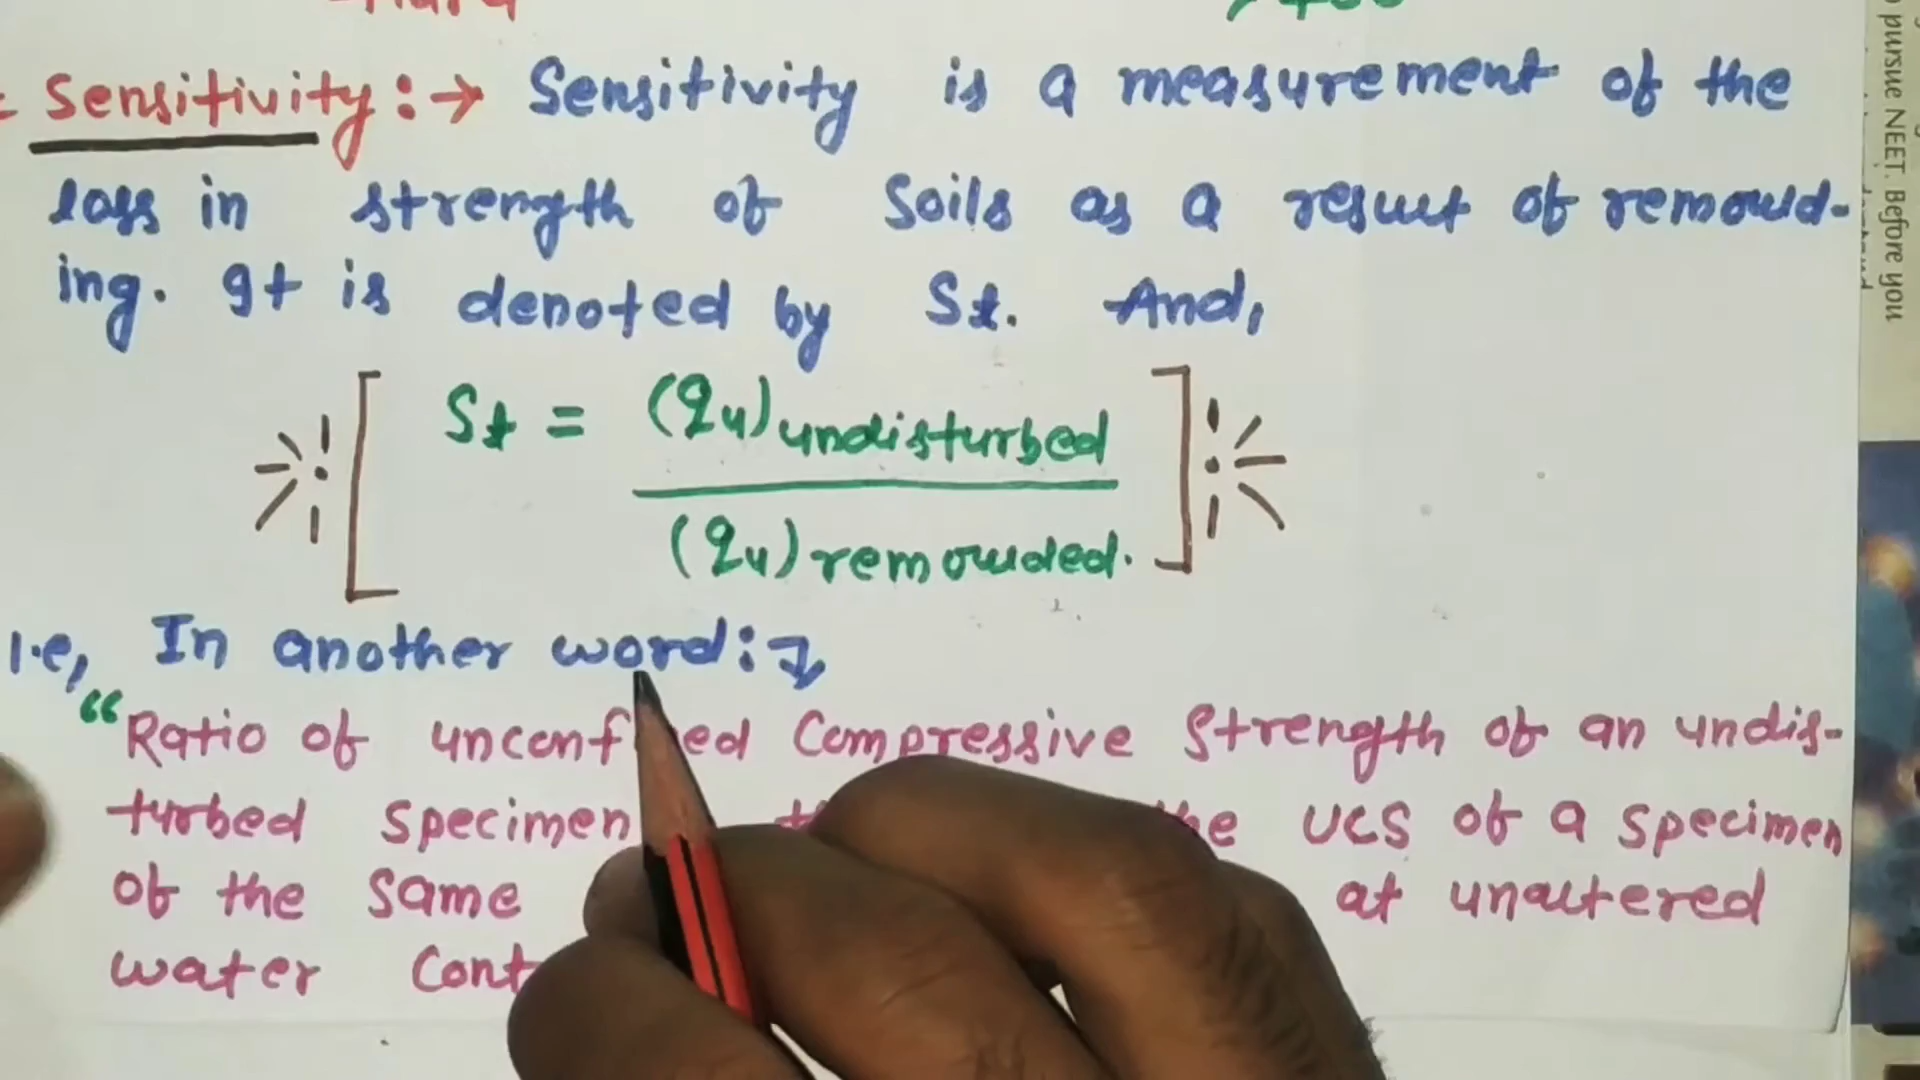 Sensitivity:→ Sensitivity is a measurement of the
loss in strength of Soils as a result of remould-
ing. It is denoted by St. And,
St = (qu)undisturbed
(qu)remoulded.
i.e, In another word:→
"Ratio of unconf ed Compressive Strength of an undis-
turbed specimen UCS of a specimen
of the same at unaltered
water Cont
pursue NEET. Before you